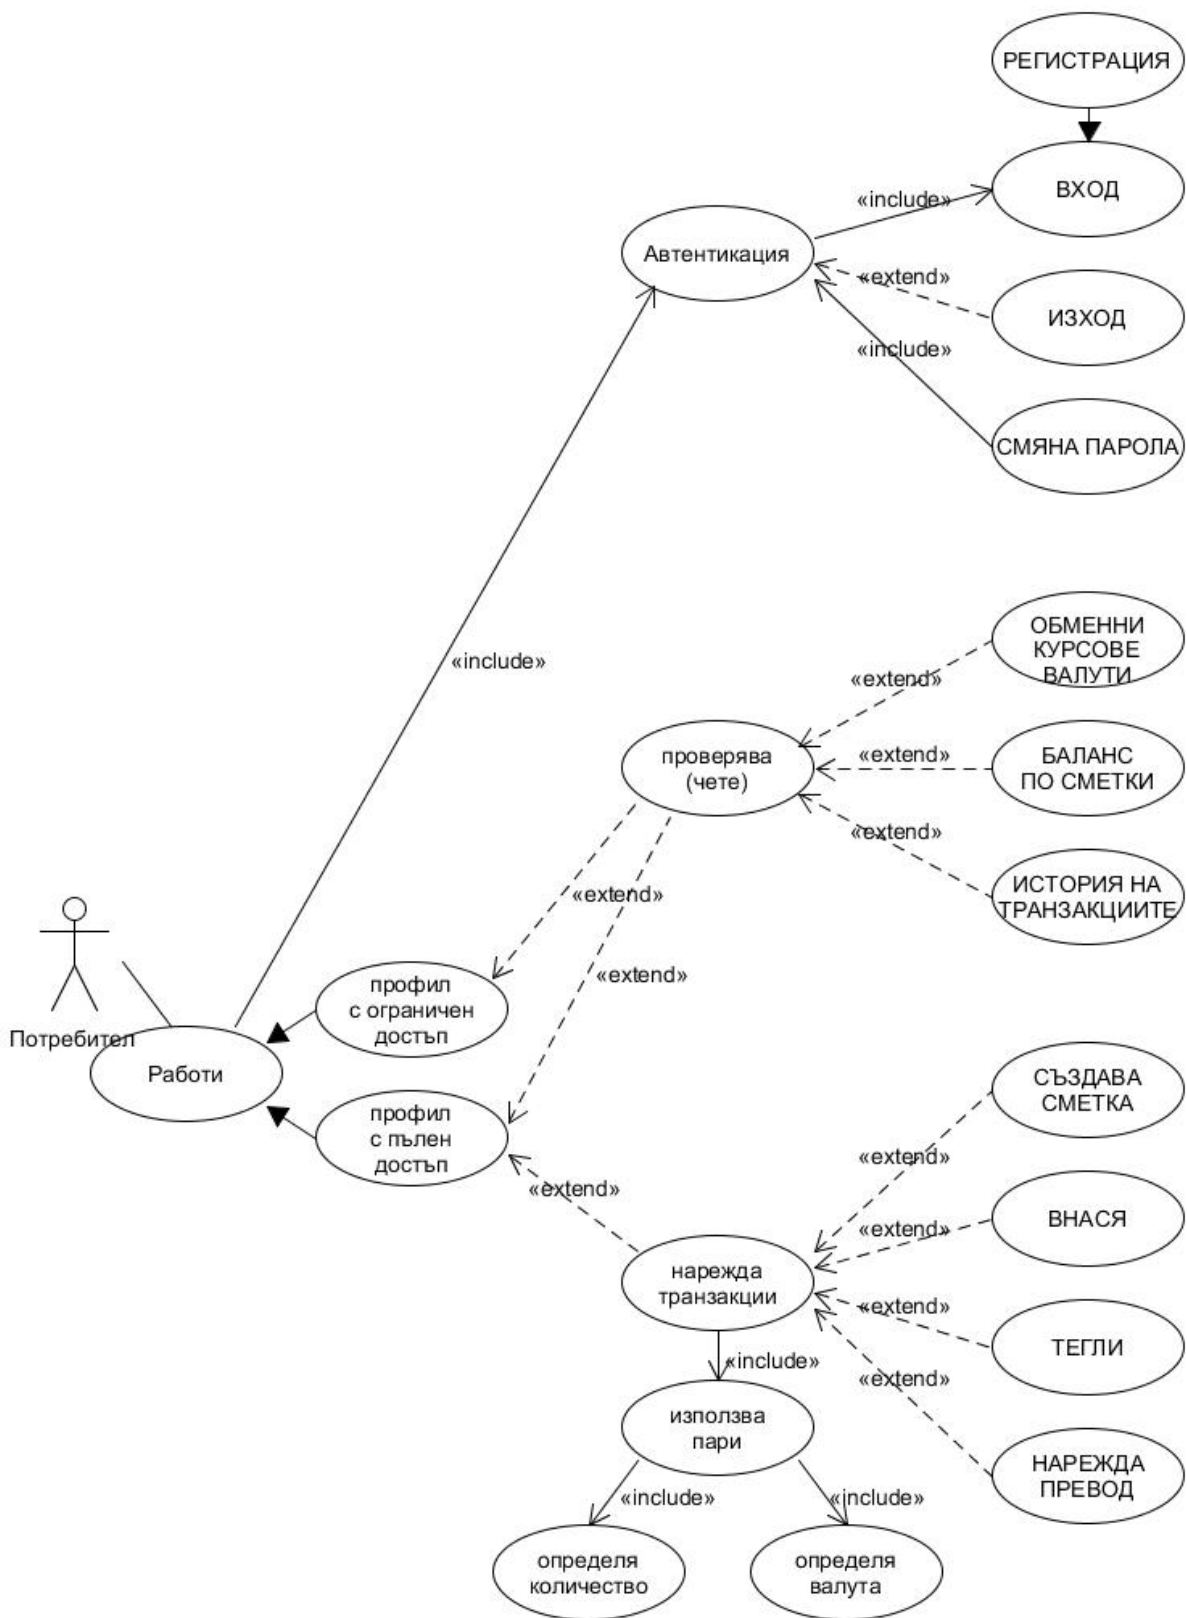 РЕГИСТРАЦИЯ
ВХОД
«include»
Автентикация
«extend»
ИЗХОД
«include»
СМЯНА ПАРОЛА
«include»
ОБМЕННИ
КУРСОВЕ
ВАЛУТИ
«extend»
проверява
(чете)
«extend»
БАЛАНС
ПО СМЕТКИ
«extend»
ИСТОРИЯ НА
ТРАНЗАКЦИИТЕ
«extend»
«extend»
Потребител
Работи
профил
с ограничен
достъп
профил
с пълен
достъп
«extend»
СЪЗДАВА
СМЕТКА
«extend»
ВНАСЯ
«extend»
нарежда
транзакции
«extend»
ТЕГЛИ
«extend»
НАРЕЖДА
ПРЕВОД
«include»
използва
пари
«include»
«include»
определя
количество
определя
валута